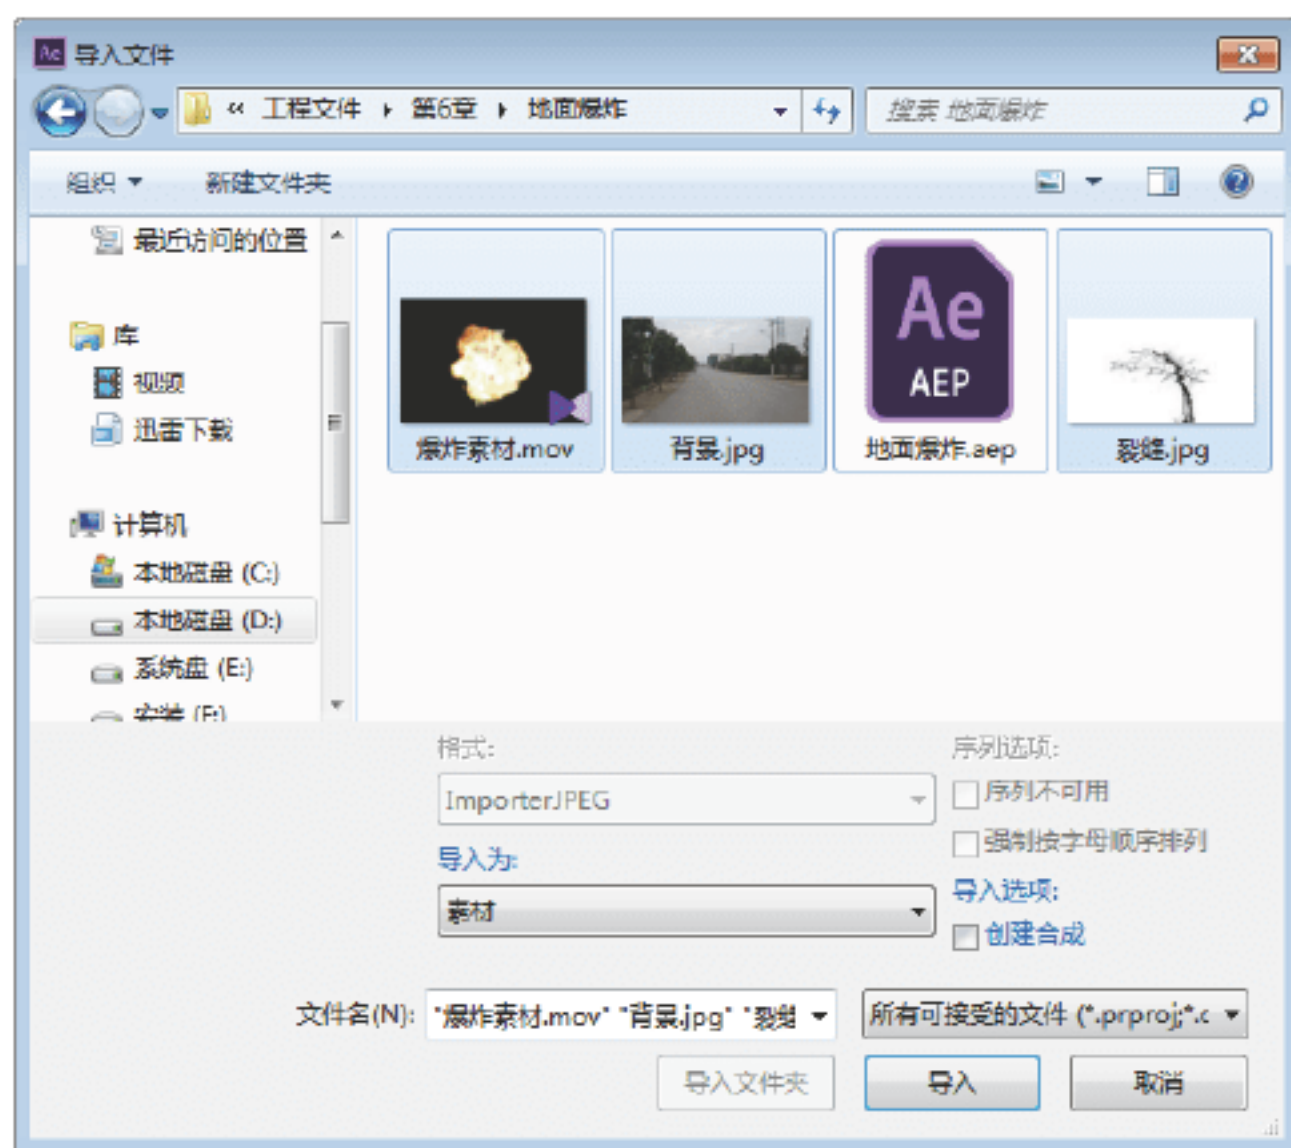 Ae 导入文件
« 工程文件 ▸ 第6章 ▸ 地面爆炸
搜索 地面爆炸
组织 ▼ 新建文件夹
最近访问的位置
库
视频
迅雷下载
计算机
本地磁盘 (C:)
本地磁盘 (D:)
系统盘 (E:)
安装 (F:)
爆炸素材.mov
背景.jpg
Ae
AEP
地面爆炸.aep
裂缝.jpg
格式:
ImporterJPEG
导入为:
素材
序列选项:
序列不可用
强制按字母顺序排列
导入选项:
创建合成
文件名(N): "爆炸素材.mov" "背景.jpg" "裂缝
所有可接受的文件 (*.prproj;*.c
导入文件夹 导入 取消